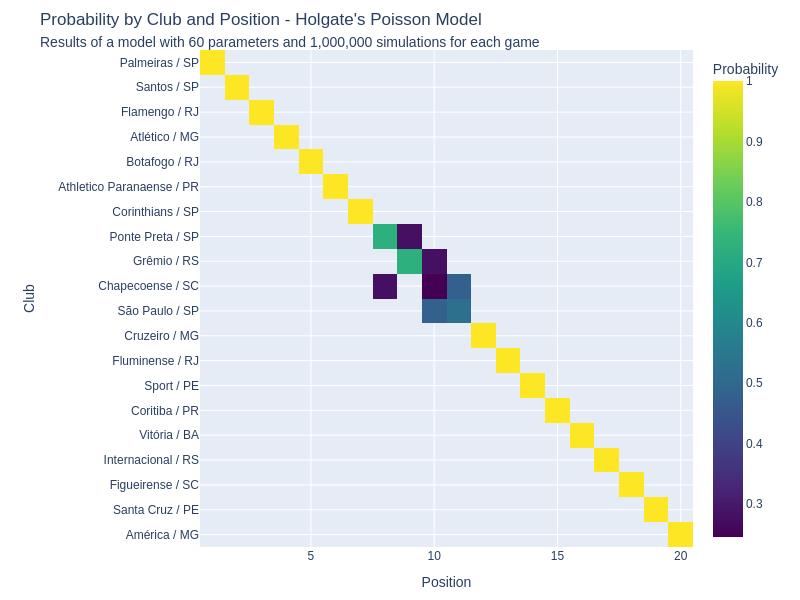 Probability by Club and Position - Holgate's Poisson Model
Results of a model with 60 parameters and 1,000,000 simulations for each game
Probability
Club
Palmeiras / SP
Santos / SP
Flamengo / RJ
Atlético / MG
Botafogo / RJ
Athletico Paranaense / PR
Corinthians / SP
Ponte Preta / SP
Grêmio / RS
Chapecoense / SC
São Paulo / SP
Cruzeiro / MG
Fluminense / RJ
Sport / PE
Coritiba / PR
Vitória / BA
Internacional / RS
Figueirense / SC
Santa Cruz / PE
América / MG
1
0.9
0.8
0.7
0.6
0.5
0.4
0.3
5 10 15 20
Position